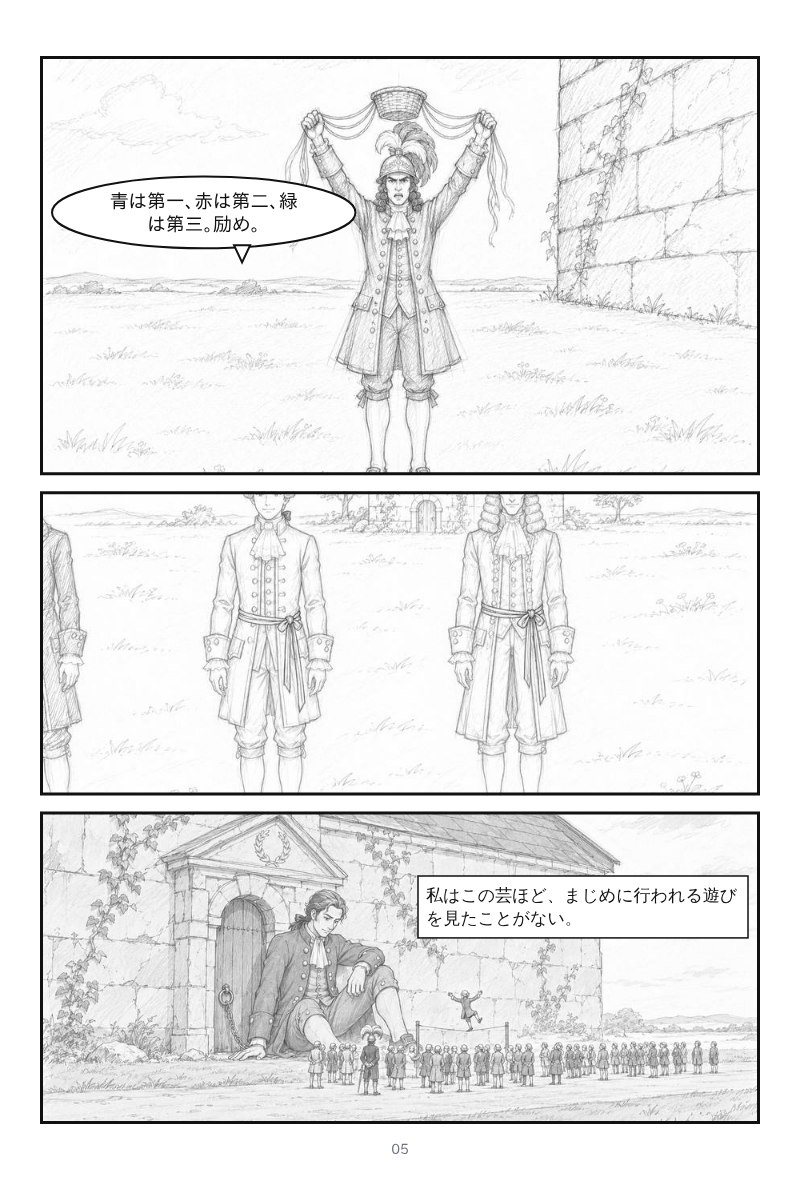 青は第一、赤は第二、緑
は第三。励め。
私はこの芸ほど、まじめに行われる遊び
を見たことがない。
05